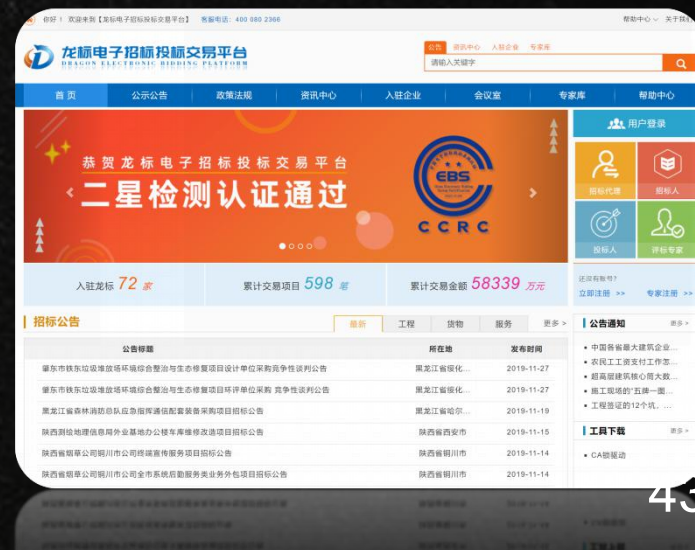 你好！ 欢迎来到【龙标电子招标投标交易平台】 客服电话：400 080 2366 帮助中心 关于我们
龙标电子招标投标交易平台
DRAGON ELECTRONIC BIDDING PLATFORM
公告 资讯中心 入驻企业 专家库
请输入关键字
首页 公示公告 政策法规 资讯中心 入驻企业 会议室 专家库 帮助中心
恭贺龙标电子招标投标交易平台
二星检测认证通过
EBS
CCRC
用户登录
招标代理 招标人
投标人 评标专家
还没有账号?
立即注册 >> 专家注册 >>
入驻龙标 72 家 累计交易项目 598 笔 累计交易金额 58339 万元
招标公告 最新 工程 货物 服务 更多 >
公告标题 所在地 发布时间
肇东市铁东垃圾堆放场环境综合整治与生态修复项目设计单位采购竞争性谈判公告 黑龙江省绥化... 2019-11-27
肇东市铁东垃圾堆放场环境综合整治与生态修复项目环评单位采购 竞争性谈判公告 黑龙江省绥化... 2019-11-27
黑龙江省森林消防总队应急指挥通信配套装备采购项目招标公告 黑龙江省哈尔... 2019-11-19
陕西测绘地理信息局外业基地办公楼车库维修改造项目招标公告 陕西省西安市 2019-11-15
陕西省烟草公司铜川市公司终端宣传服务项目招标公告 陕西省铜川市 2019-11-14
陕西省烟草公司铜川市公司全市系统后勤服务类业务外包项目招标公告 陕西省铜川市 2019-11-14
公告通知 更多 >
• 中国各省最大建筑企业...
• 农民工工资支付工作怎...
• 超高层建筑核心筒大数...
• 施工现场的“五牌一图...
• 工程签证的12个坑，...
工具下载 更多 >
• CA锁驱动
43